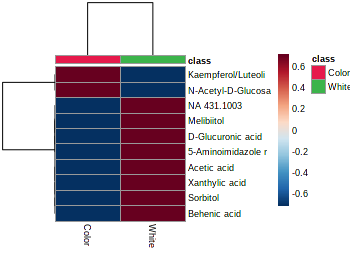 class
Kaempferol/Luteoli
N-Acetyl-D-Glucosa
NA 431.1003
Melibiitol
D-Glucuronic acid
5-Aminoimidazole r
Acetic acid
Xanthylic acid
Sorbitol
Behenic acid
Color
White
0.6
0.4
0.2
0
-0.2
-0.4
-0.6
class
Color
White